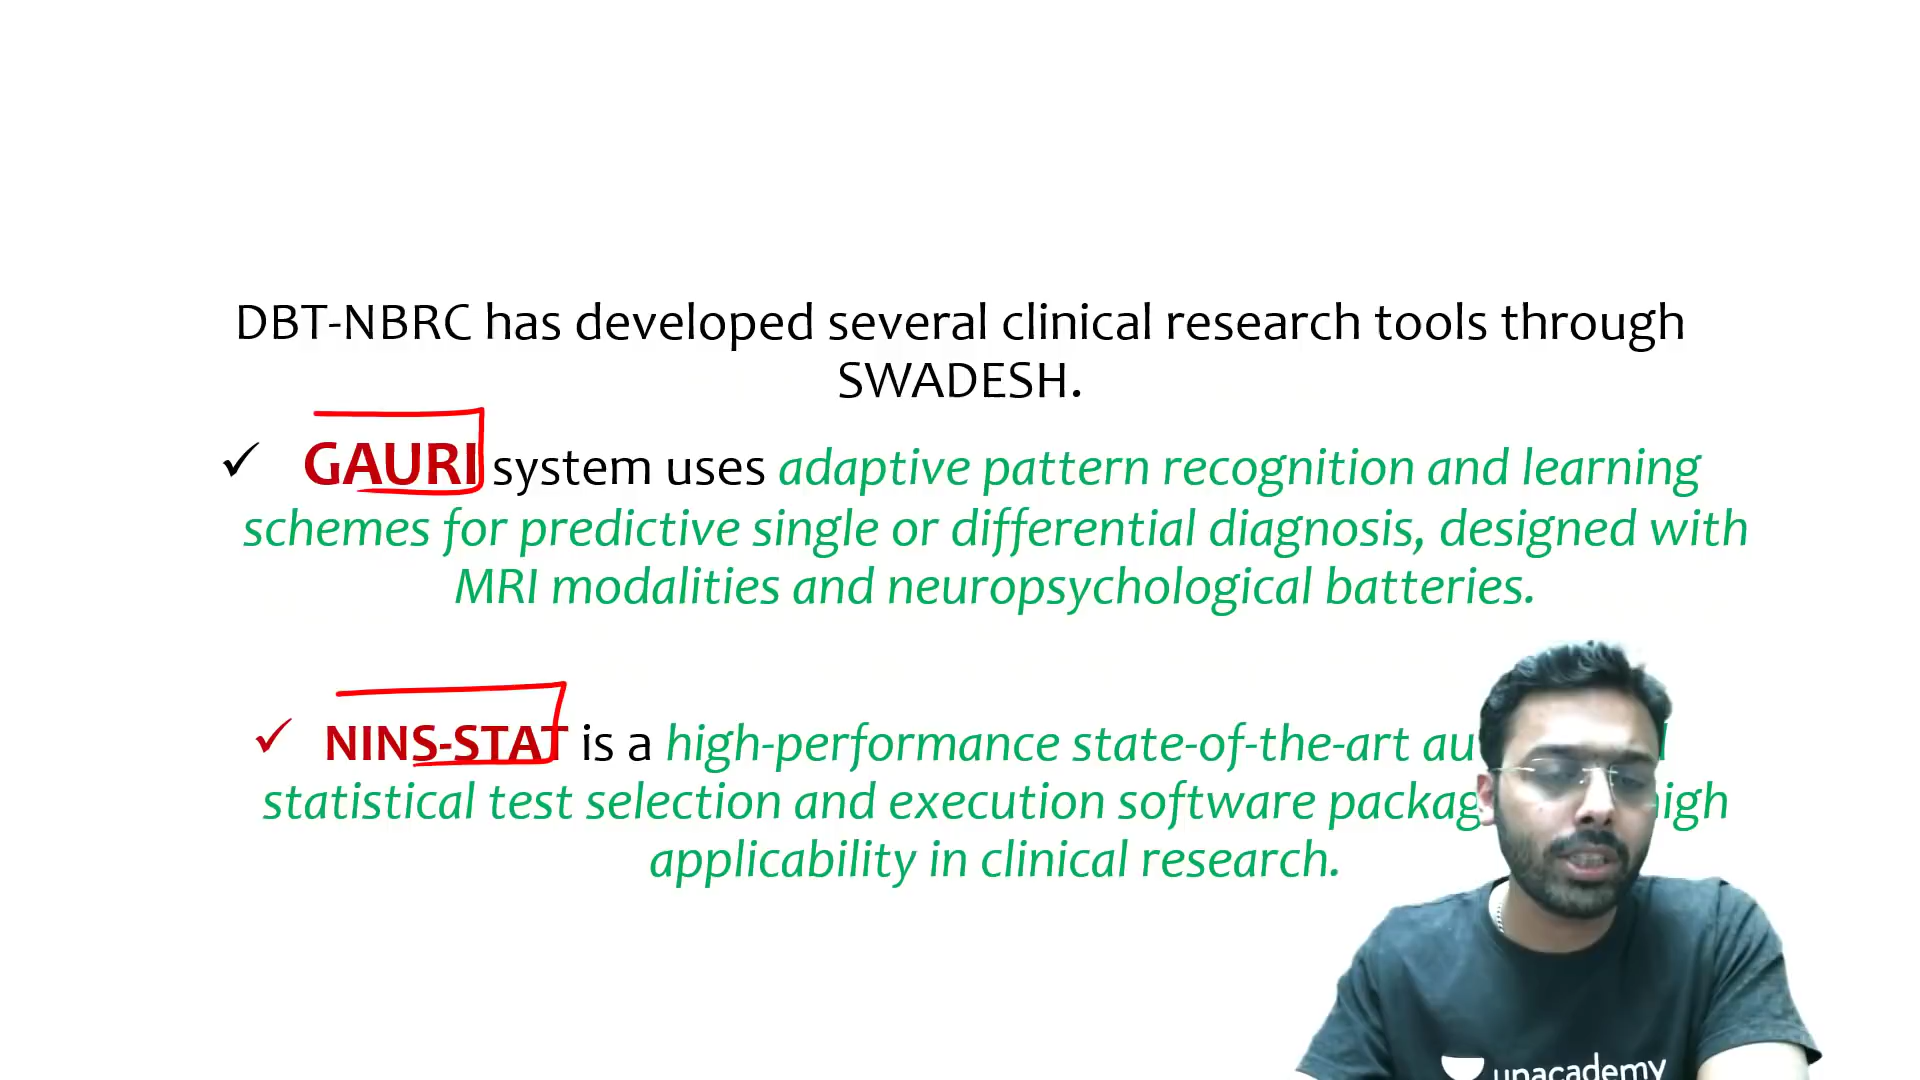 DBT-NBRC has developed several clinical research tools through
SWADESH.
✓ GAURI system uses adaptive pattern recognition and learning
schemes for predictive single or differential diagnosis, designed with
MRI modalities and neuropsychological batteries.
✓ NINS-STAT is a high-performance state-of-the-art
statistical test selection and execution software high
applicability in clinical research.
unacademy